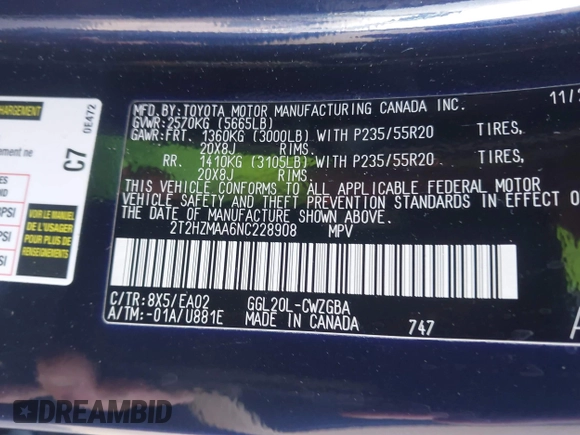 CHARGEMENT
C7
0E472
VOIR LE MANUEL
DE L'USAGER
POUR PLUS DE
RENSEIGNEMENTS
MFD.BY:TOYOTA MOTOR MANUFACTURING CANADA INC. 11/
GVWR:2570KG (5665LB)
GAWR:FRT. 1360KG (3000LB) WITH P235/55R20 TIRES,
20X8J RIMS.
RR. 1410KG (3105LB) WITH P235/55R20 TIRES,
20X8J RIMS.
THIS VEHICLE CONFORMS TO ALL APPLICABLE FEDERAL MOTOR
VEHICLE SAFETY AND THEFT PREVENTION STANDARDS IN EFFECT O
THE DATE OF MANUFACTURE SHOWN ABOVE.
2T2HZMAA6NC228908 MPV
C/TR:8X5/EA02 GGL20L-CWZGBA
A/TM:-01A/U881E MADE IN CANADA 747
DREAMBID